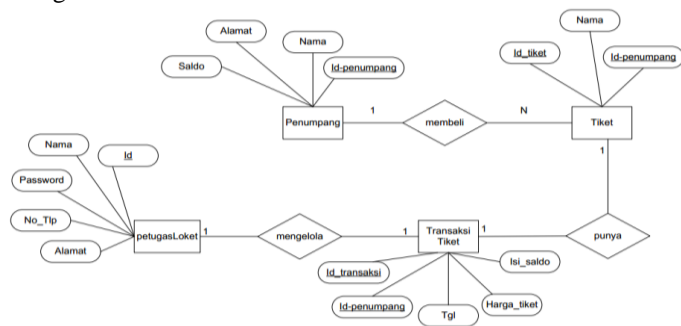 Alamat
Nama
Saldo
Id-penumpang
Nama
Id_tiket
Id-penumpang
Penumpang
1
membeli
N
Tiket
Nama
Id
Password
No_Tlp
Alamat
petugasLoket
1
mengelola
1
Transaksi
Tiket
1
punya
1
Id_transaksi
Id-penumpang
Tgl
Harga_tiket
Isi_saldo